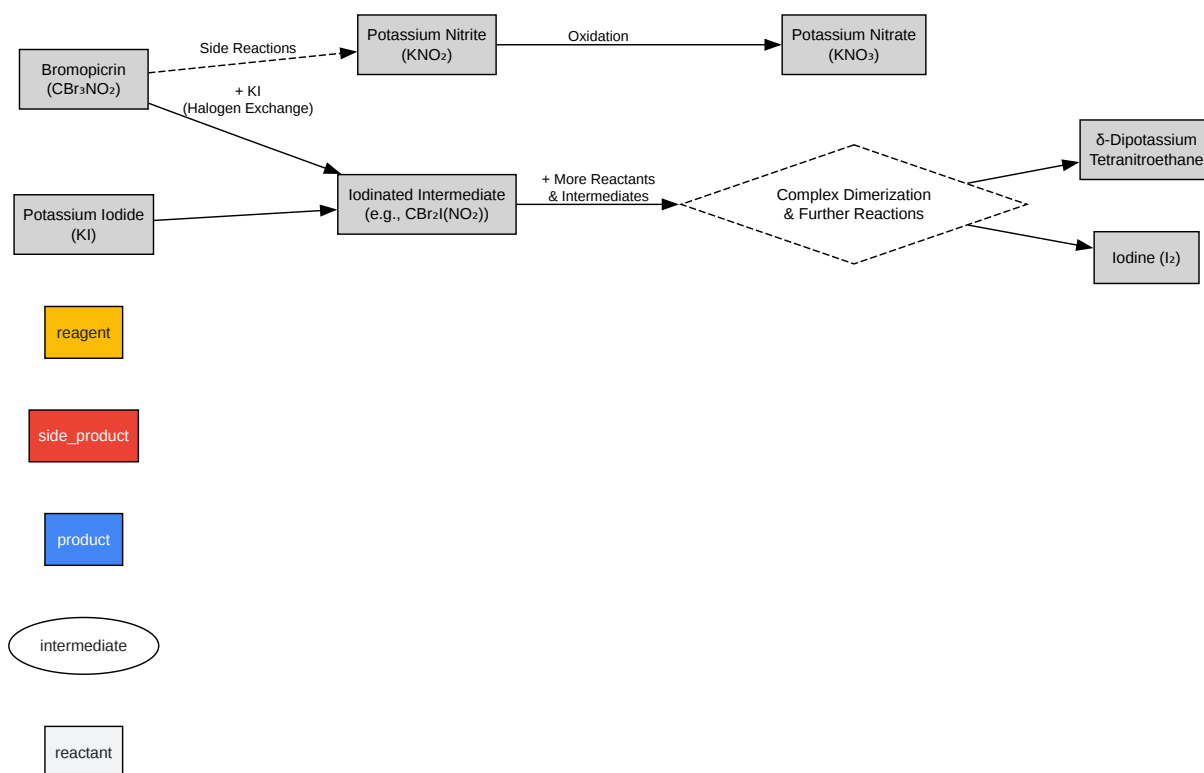 Side Reactions
Potassium Nitrite
(KNO₂)
Oxidation
Potassium Nitrate
(KNO₃)
Bromopicrin
(CBr₃NO₂)
+ KI
(Halogen Exchange)
Potassium Iodide
(KI)
Iodinated Intermediate
(e.g., CBr₂I(NO₂))
+ More Reactants
& Intermediates
Complex Dimerization
& Further Reactions
δ-Dipotassium
Tetranitroethane
Iodine (I₂)
reagent
side_product
product
intermediate
reactant